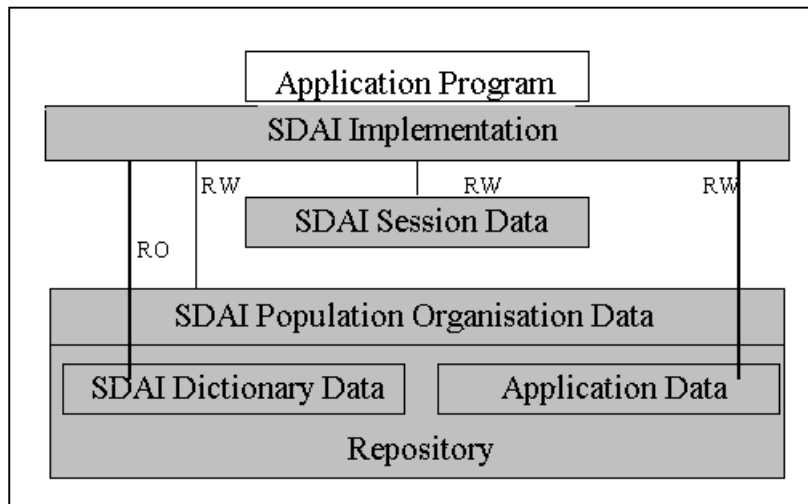 Application Program
SDAI Implementation
RW
RW
RW
SDAI Session Data
RO
SDAI Population Organisation Data
SDAI Dictionary Data
Application Data
Repository